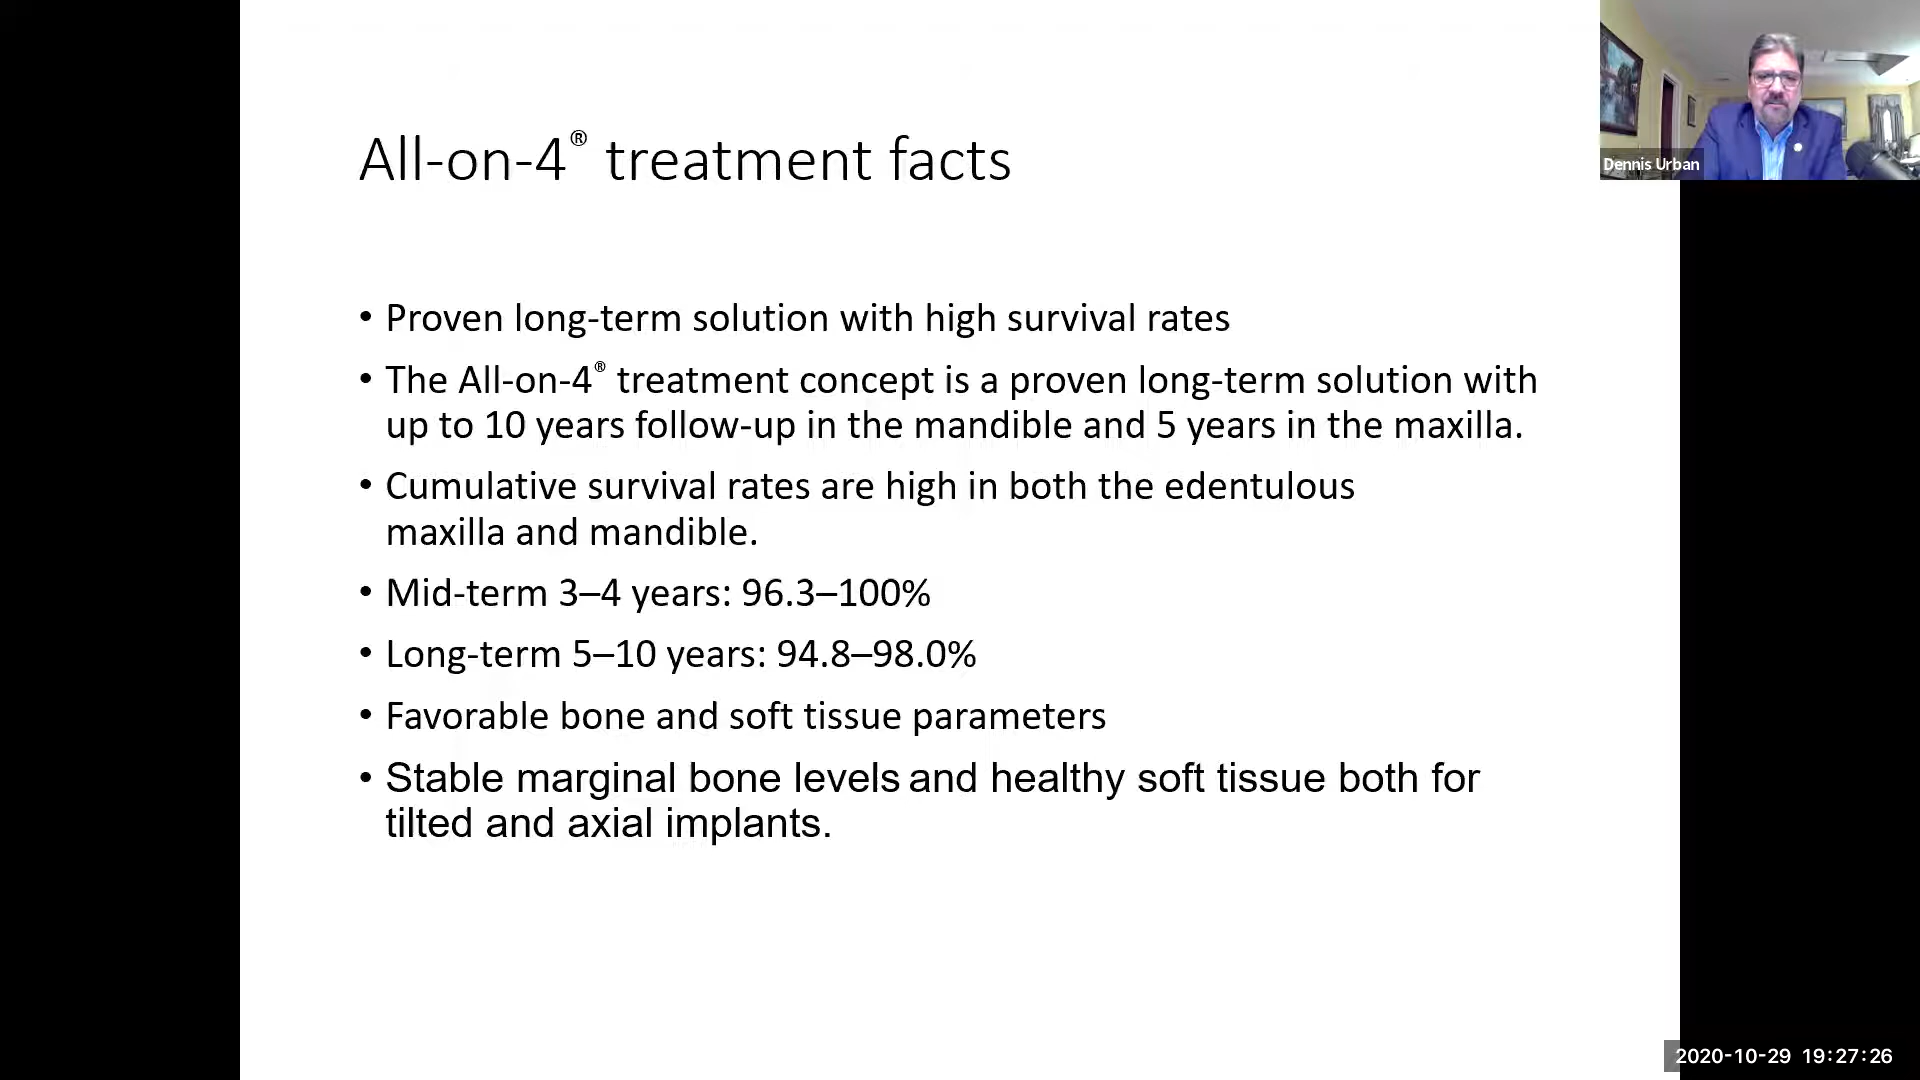 All-on-4® treatment facts
Dennis Urban
• Proven long-term solution with high survival rates
• The All-on-4® treatment concept is a proven long-term solution with
up to 10 years follow-up in the mandible and 5 years in the maxilla.
• Cumulative survival rates are high in both the edentulous
maxilla and mandible.
• Mid-term 3–4 years: 96.3–100%
• Long-term 5–10 years: 94.8–98.0%
• Favorable bone and soft tissue parameters
• Stable marginal bone levels and healthy soft tissue both for
tilted and axial implants.
2020-10-29 19:27:26